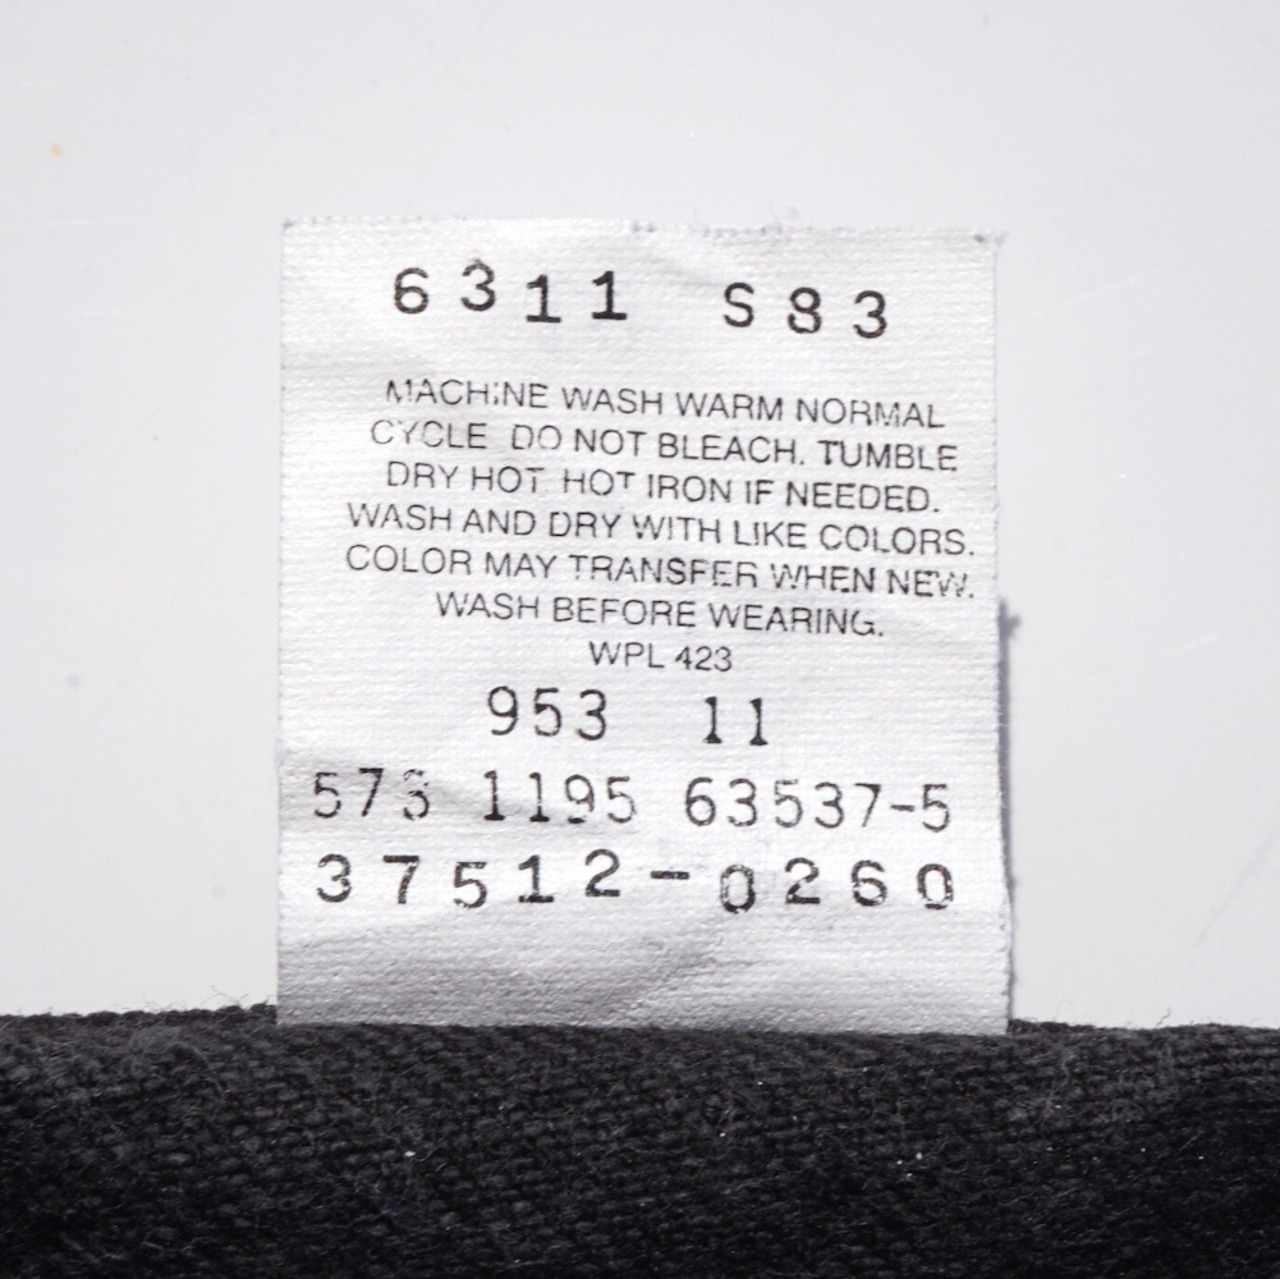 6311 S83
MACHINE WASH WARM NORMAL
CYCLE DO NOT BLEACH. TUMBLE
DRY HOT. HOT IRON IF NEEDED.
WASH AND DRY WITH LIKE COLORS.
COLOR MAY TRANSFER WHEN NEW.
WASH BEFORE WEARING.
WPL 423
953 11
573 1195 63537-5
37512-0260